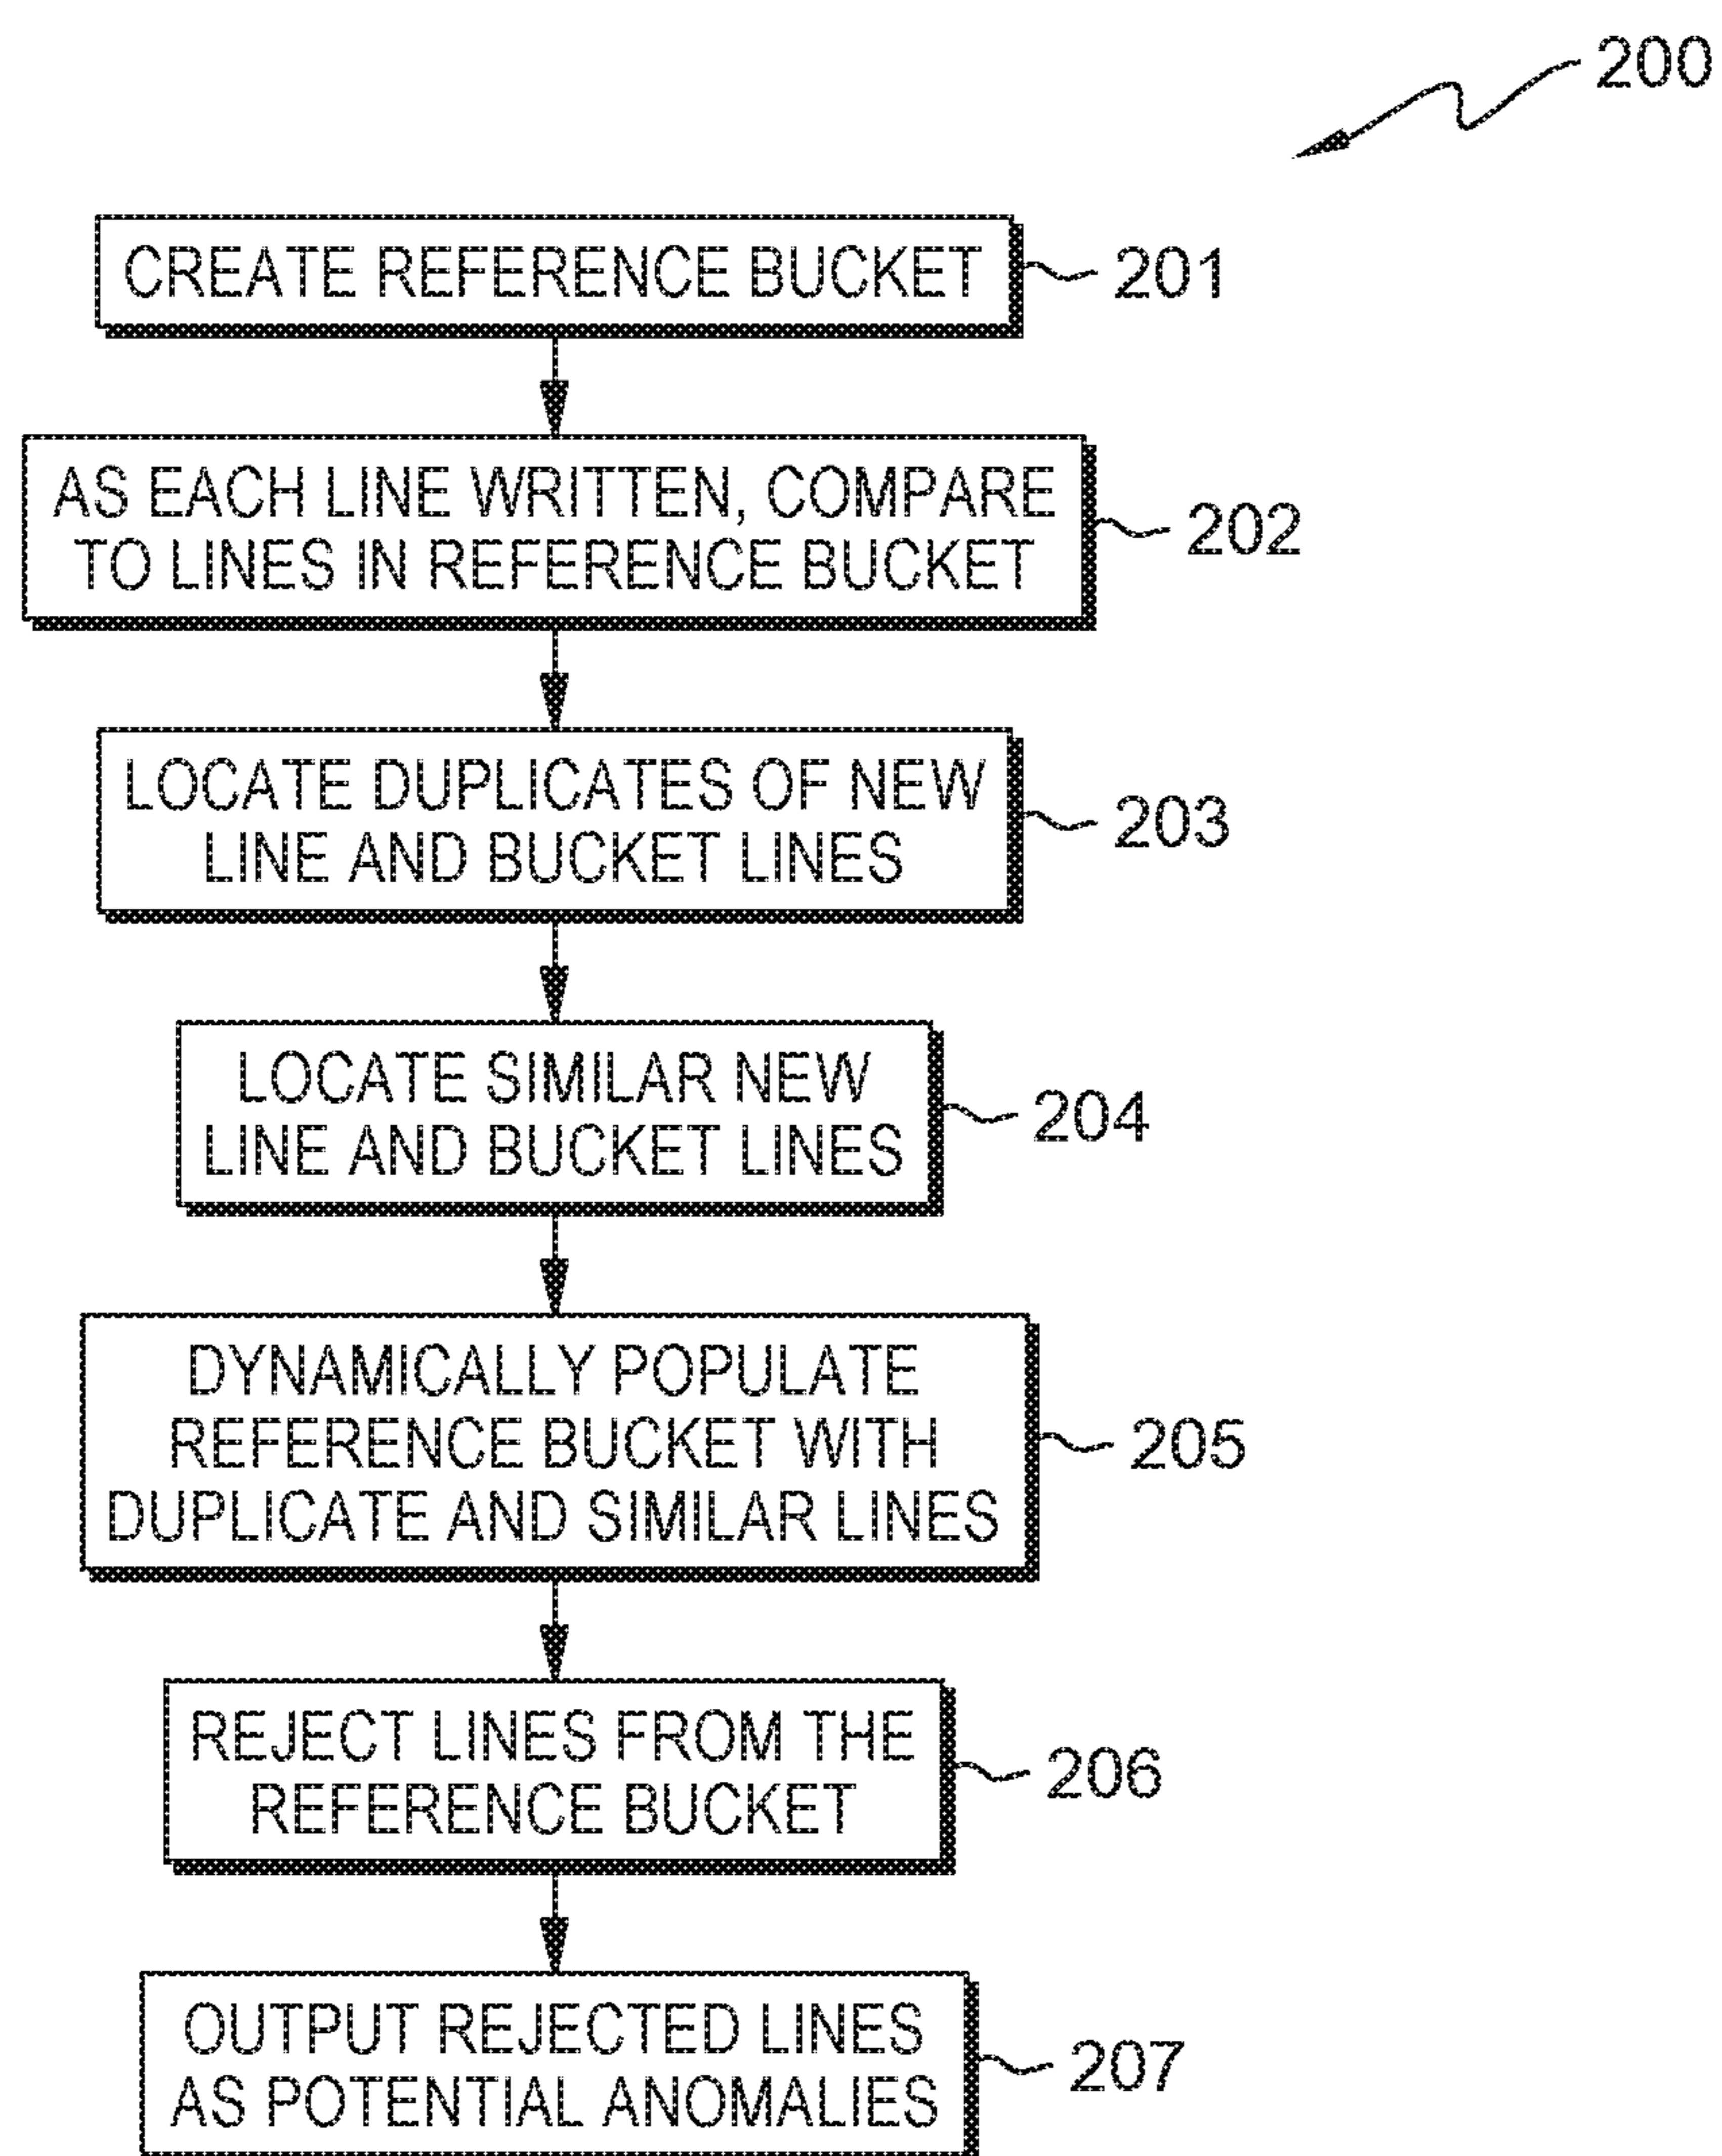 200
CREATE REFERENCE BUCKET
201
AS EACH LINE WRITTEN, COMPARE
TO LINES IN REFERENCE BUCKET
202
LOCATE DUPLICATES OF NEW
LINE AND BUCKET LINES
203
LOCATE SIMILAR NEW
LINE AND BUCKET LINES
204
DYNAMICALLY POPULATE
REFERENCE BUCKET WITH
DUPLICATE AND SIMILAR LINES
205
REJECT LINES FROM THE
REFERENCE BUCKET
206
OUTPUT REJECTED LINES
AS POTENTIAL ANOMALIES
207